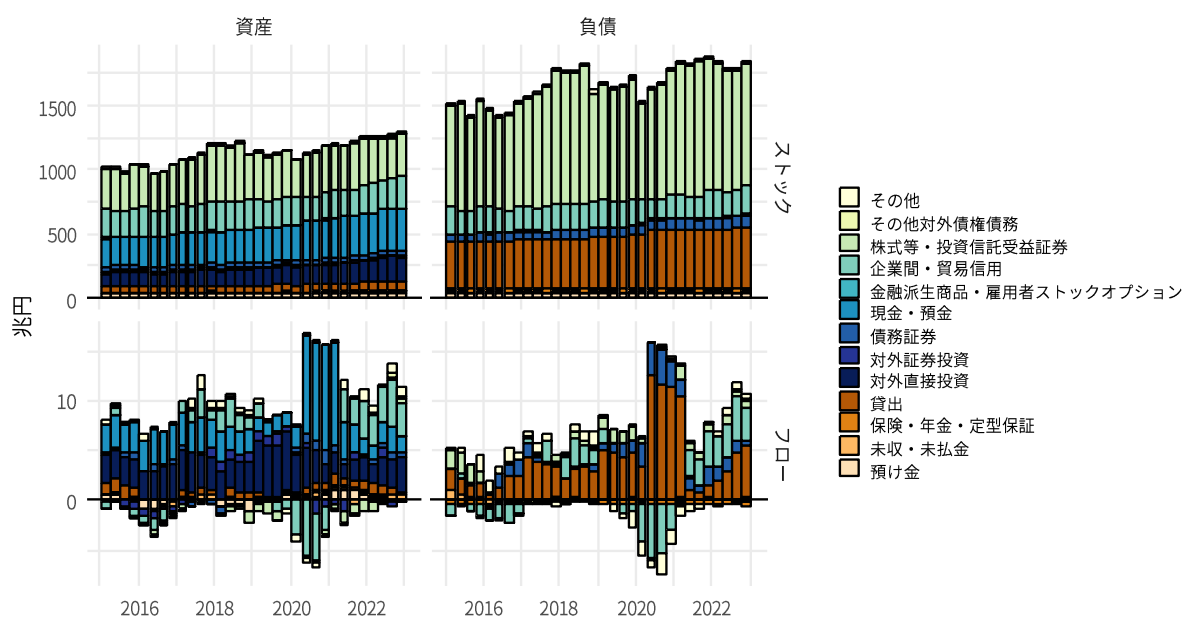 資産
負債
兆円
1500
1000
500
0
10
0
ストック
フロー
2016
2018
2020
2022
2016
2018
2020
2022
その他
その他対外債権債務
株式等・投資信託受益証券
企業間・貿易信用
金融派生商品・雇用者ストックオプション
現金・預金
債務証券
対外証券投資
対外直接投資
貸出
保険・年金・定型保証
未収・未払金
預け金